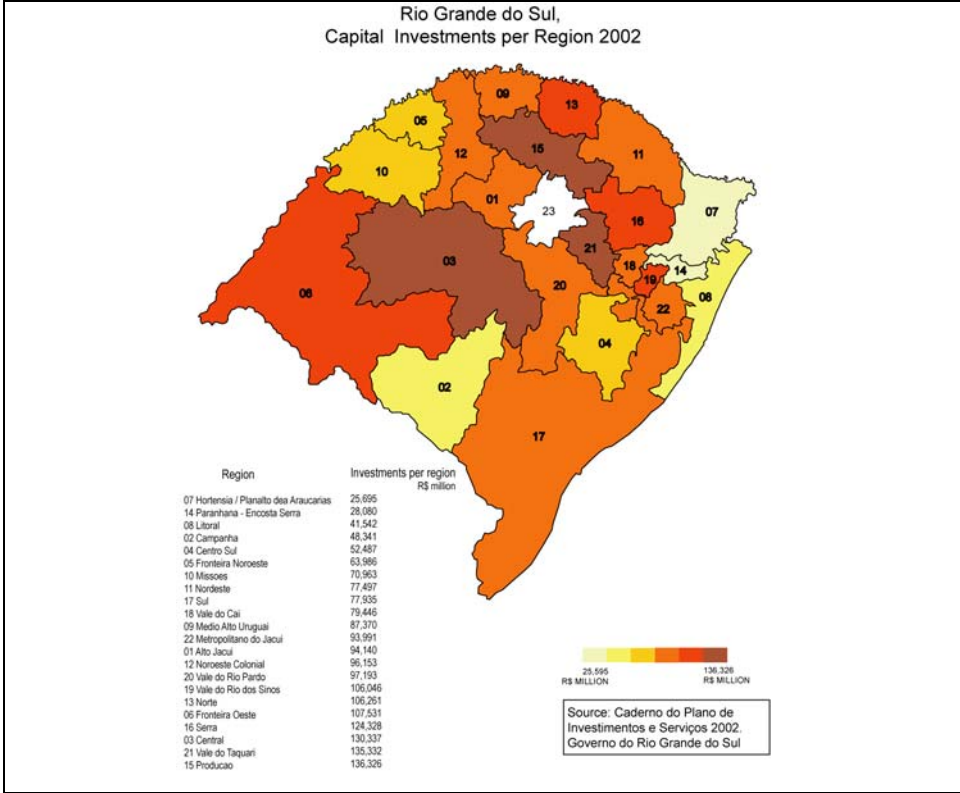 Rio Grande do Sul,
Capital Investments per Region 2002
09
13
05
15
12
11
10
01
23
07
16
21
03
18
14
19
20
06
08
22
04
02
17
Region Investments per region
R$ million
07 Hortensia / Planalto dea Araucarias 25,695
14 Paranhana - Encosta Serra 28,080
08 Litoral 41,542
02 Campanha 48,341
04 Centro Sul 52,487
05 Fronteira Noroeste 63,986
10 Missoes 70,963
11 Nordeste 77,497
17 Sul 77,935
18 Vale do Cai 79,446
09 Medio Alto Uruguai 87,370
22 Metropolitano do Jacui 93,991
01 Alto Jacui 94,140
12 Noroeste Colonial 96,153
20 Vale do Rio Pardo 97,193
19 Vale do Rio dos Sinos 106,046
13 Norte 106,261
06 Fronteira Oeste 107,531
16 Serra 124,328
03 Central 130,337
21 Vale do Taquari 135,332
15 Producao 136,326
25,595 136,326
R$ MILLION R$ MILLION
Source: Caderno do Plano de
Investimentos e Serviços 2002.
Governo do Rio Grande do Sul